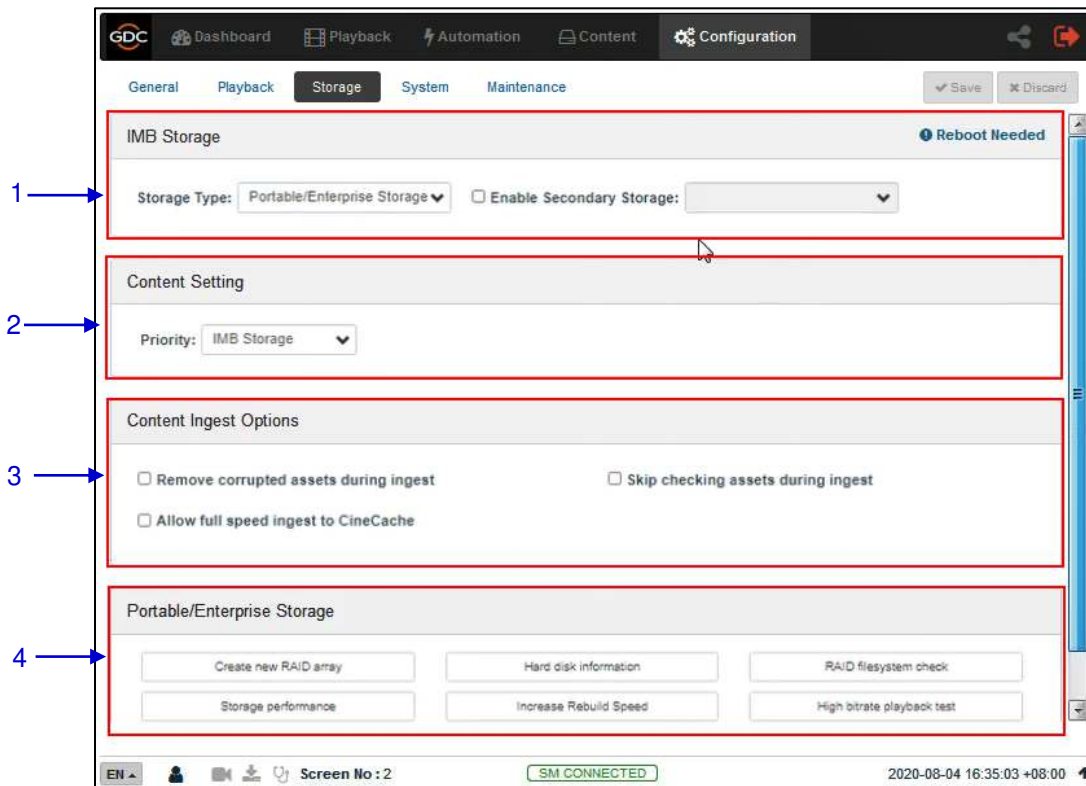 GDC Dashboard Playback Automation Content Configuration
General Playback Storage System Maintenance Save Discard
IMB Storage Reboot Needed
1 Storage Type: Portable/Enterprise Storage Enable Secondary Storage:
Content Setting
2 Priority: IMB Storage
Content Ingest Options
3 Remove corrupted assets during ingest Skip checking assets during ingest
Allow full speed ingest to CineCache
Portable/Enterprise Storage
4 Create new RAID array Hard disk information RAID filesystem check
Storage performance Increase Rebuild Speed High bitrate playback test
EN Screen No : 2 SM CONNECTED 2020-08-04 16:35:03 +08:00